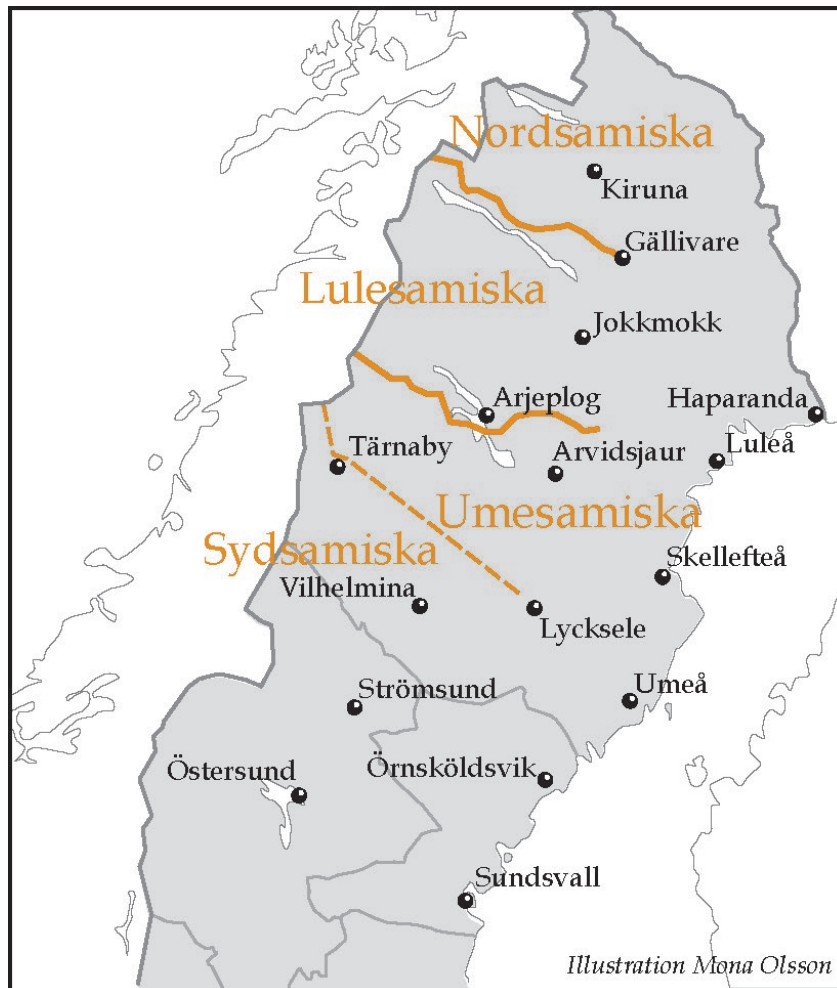 Nordsamiska
Kiruna
Gällivare
Lulesamiska
Jokkmokk
Arjeplog
Haparanda
Tärnaby
Arvidsjaur
Luleå
Umesamiska
Sydsamiska
Skellefteå
Vilhelmina
Lycksele
Strömsund
Umeå
Östersund
Örnsköldsvik
Sundsvall
Illustration Mona Olsson